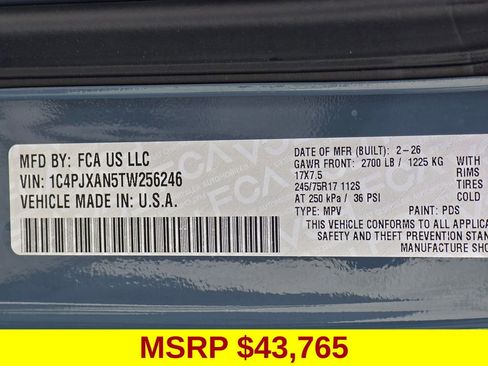 MFD BY: FCA US LLC
VIN: 1C4PJXAN5TW256246
VEHICLE MADE IN: U.S.A.
DATE OF MFR (BUILT): 2-26
GAWR FRONT: 2700 LB / 1225 KG WITH
17X7.5 RIMS
245/75R17 112S TIRES
AT 250 kPa / 36 PSI COLD
TYPE: MPV PAINT: PDS
THIS VEHICLE CONFORMS TO ALL APPLICA
SAFETY AND THEFT PREVENTION STAN
MANUFACTURE SHO
MSRP $43,765